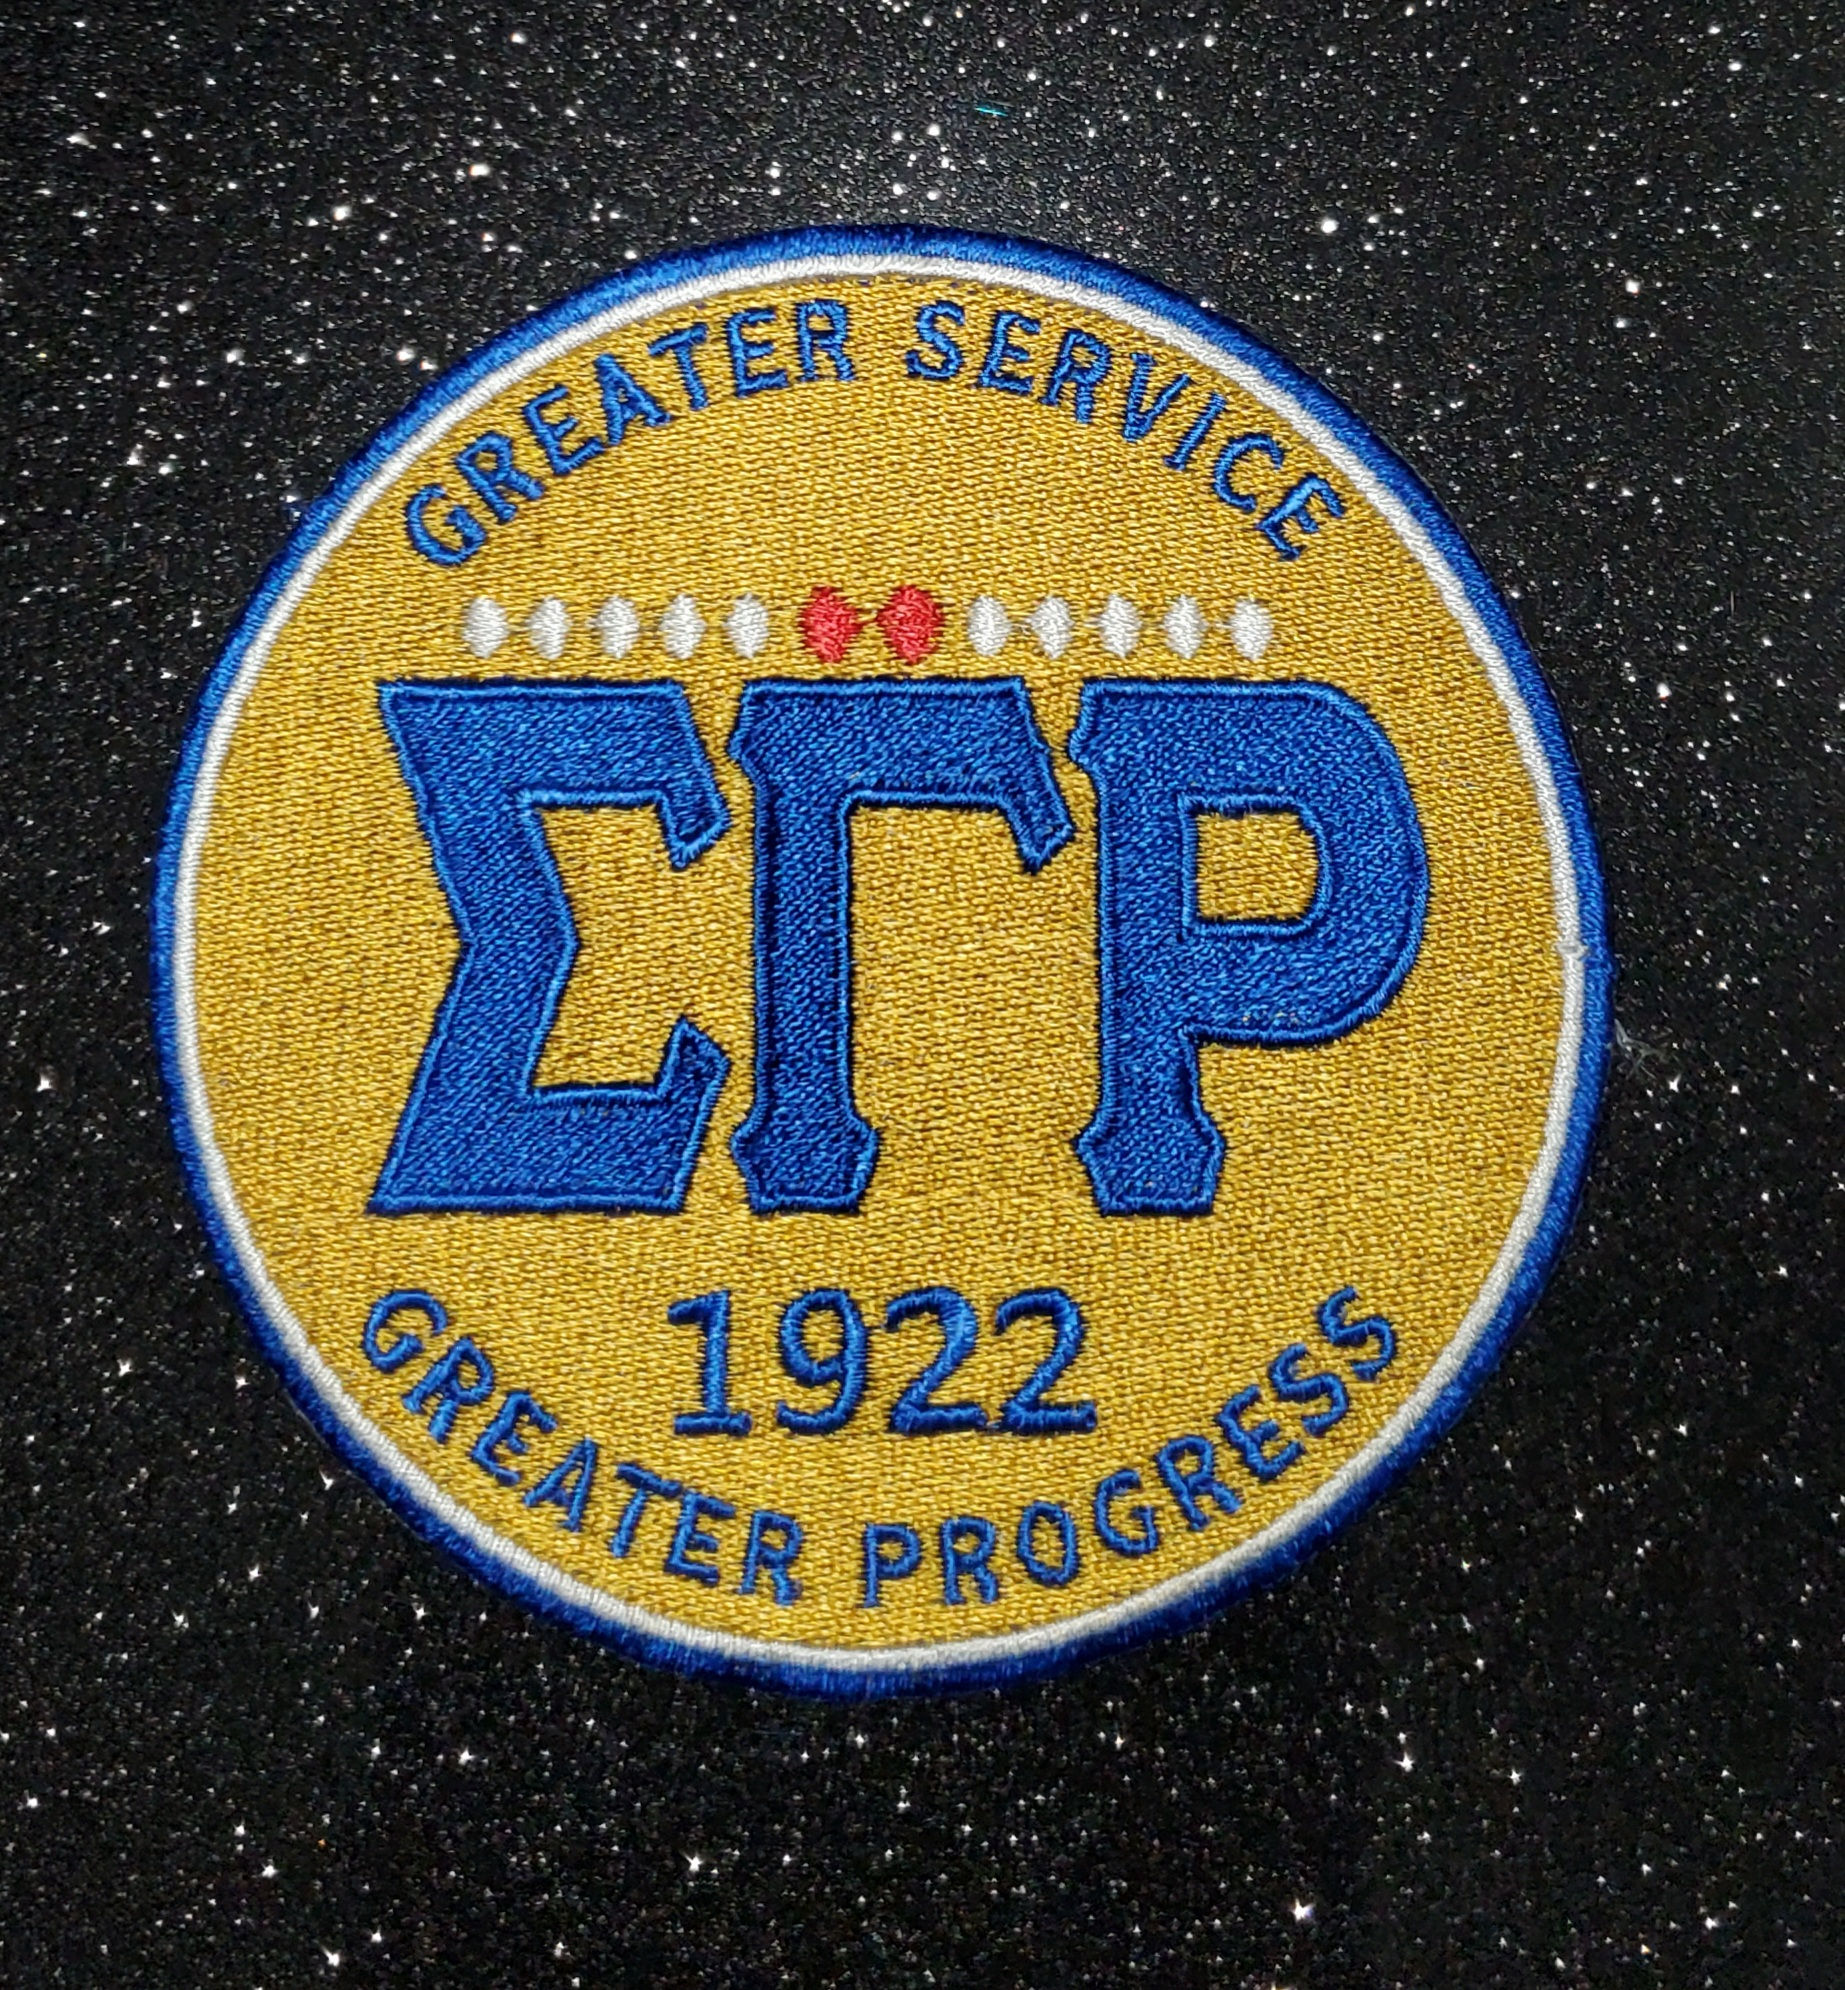 GREATER SERVICE
ΣΓΡ
1922
GREATER PROGRESS